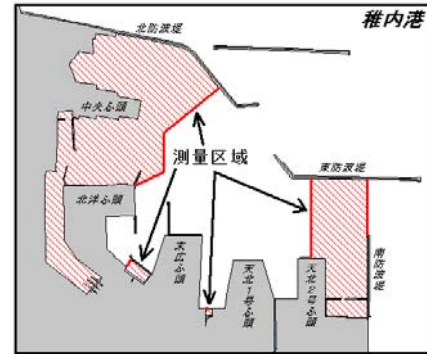 稚内港
北防波堤
中央ふ頭
測量区域
東防波堤
北洋ふ頭
末広ふ頭
天北1号ふ頭
天北2号ふ頭
南防波堤